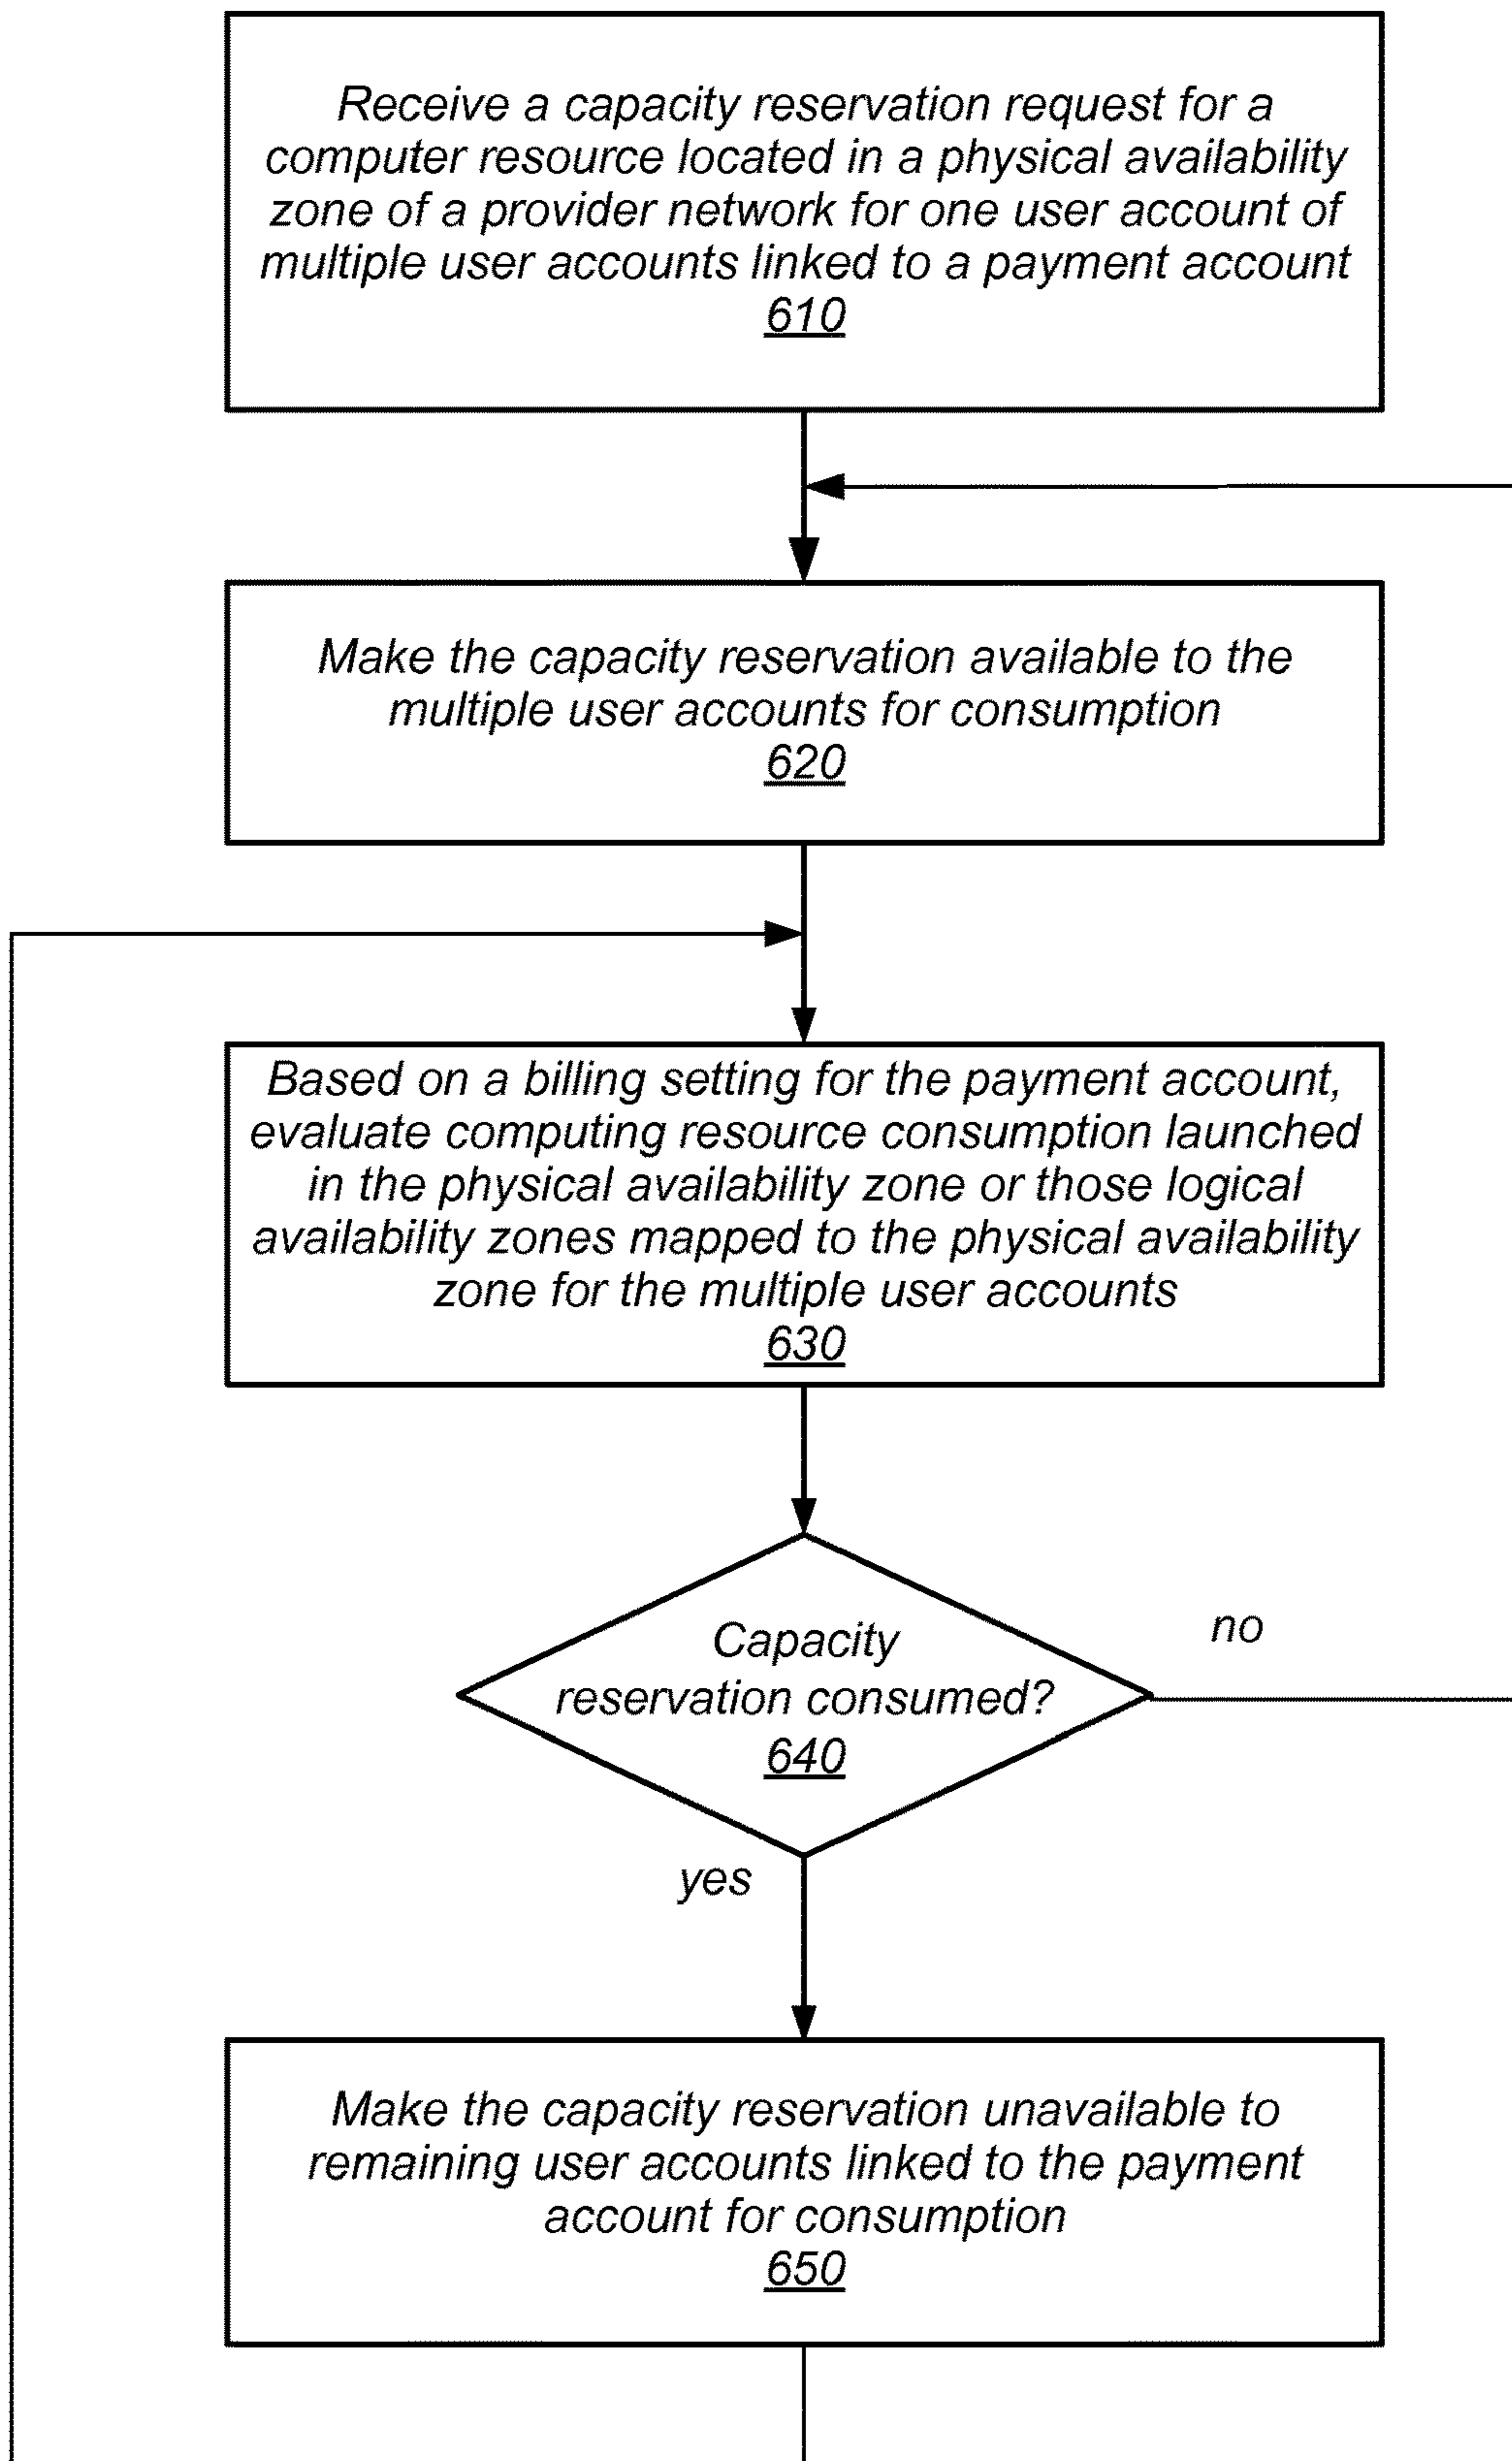 Receive a capacity reservation request for a
computer resource located in a physical availability
zone of a provider network for one user account of
multiple user accounts linked to a payment account
610
Make the capacity reservation available to the
multiple user accounts for consumption
620
Based on a billing setting for the payment account,
evaluate computing resource consumption launched
in the physical availability zone or those logical
availability zones mapped to the physical availability
zone for the multiple user accounts
630
Capacity
reservation consumed?
640
no
yes
Make the capacity reservation unavailable to
remaining user accounts linked to the payment
account for consumption
650